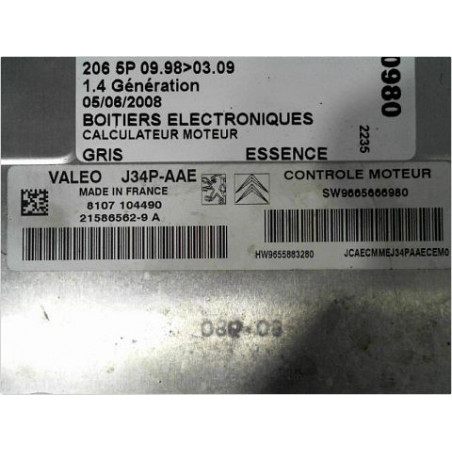 206 5P 09.98>03.09
1.4 Génération
05/06/2008
BOITIERS ELECTRONIQUES
CALCULATEUR MOTEUR
GRIS ESSENCE
0980
2235
VALEO J34P-AAE
MADE IN FRANCE
8107 104490
21586562-9 A
CONTROLE MOTEUR
SW9665666980
HW9655883280
JCAECMMEJ34PAAECEM0